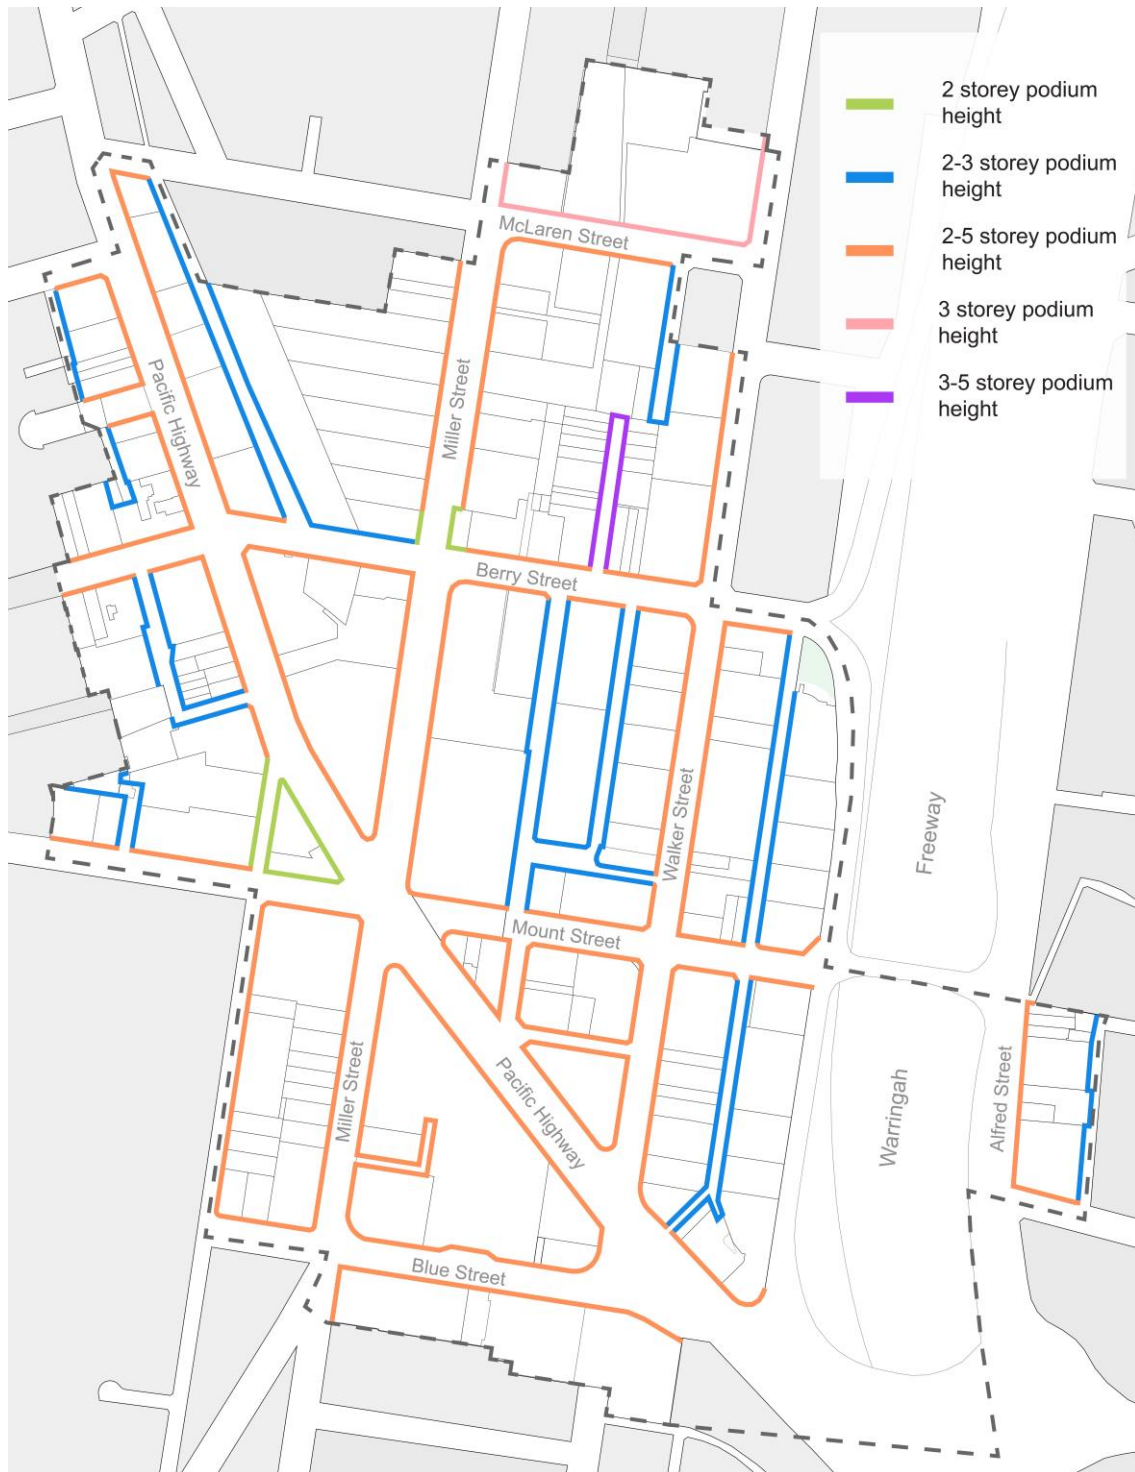 2 storey podium
height
2-3 storey podium
height
2-5 storey podium
height
3 storey podium
height
3-5 storey podium
height
McLaren Street
Pacific Highway
Miller Street
Berry Street
Walker Street
Freeway
Mount Street
Pacific Highway
Miller Street
Warringah
Alfred Street
Blue Street